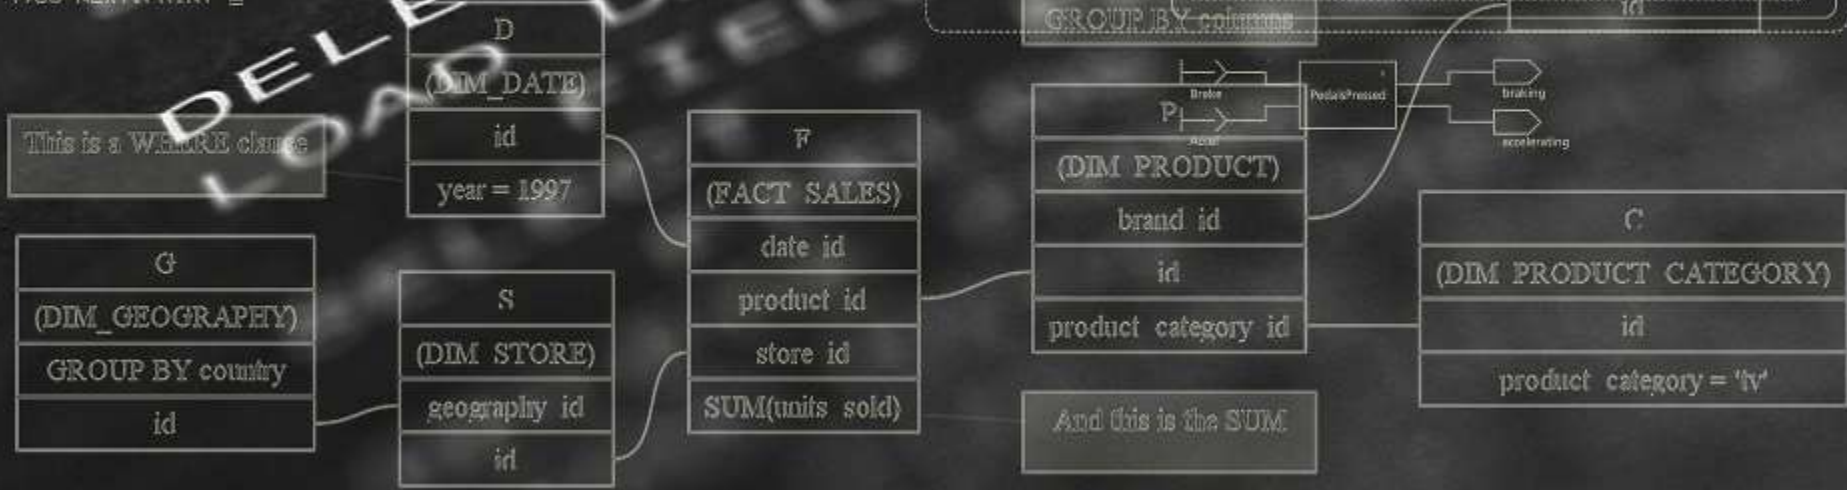 DELE
LOAD
D
(DIM_DATE)
id
year = 1997
This is a WHERE clause
G
(DIM_GEOGRAPHY)
GROUP BY country
id
S
(DIM STORE)
geography id
id
F
(FACT SALES)
date id
product id
store id
SUM(units sold)
GROUP BY columns
id
P
(DIM PRODUCT)
brand id
id
product category id
Brake
Accel
PedalsPressed
braking
accelerating
C
(DIM PRODUCT CATEGORY)
id
product category = 'tv'
And this is the SUM